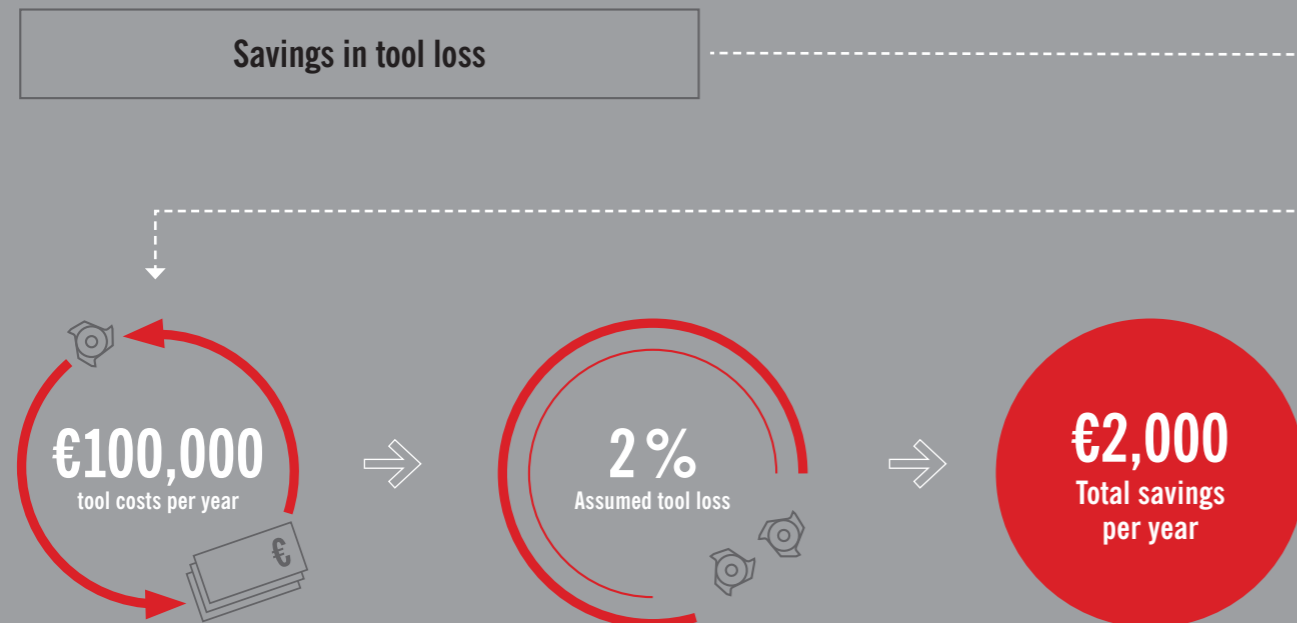 Savings in tool loss
€100,000
tool costs per year
€
2 %
Assumed tool loss
€2,000
Total savings
per year